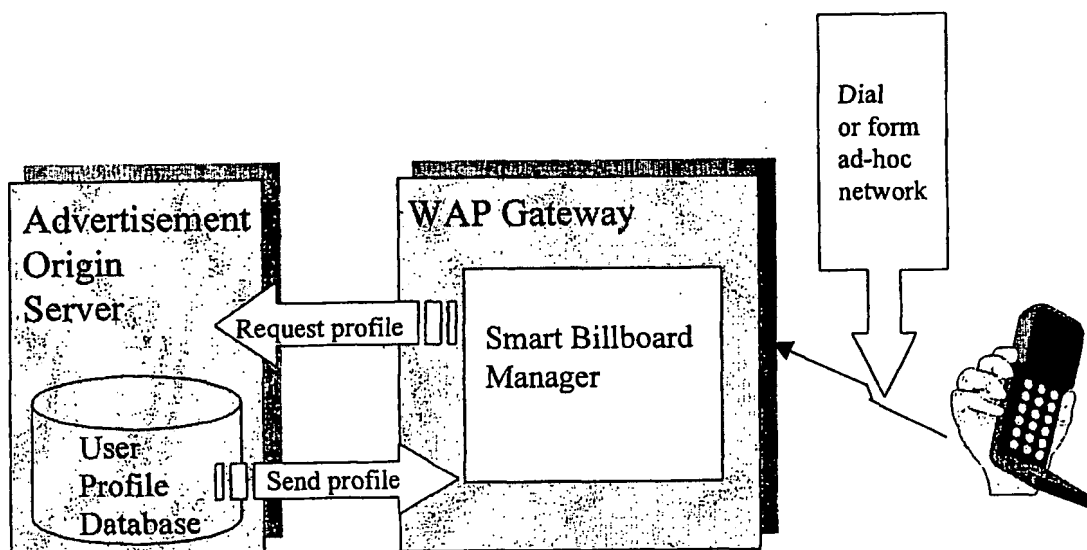 Advertisement
Origin
Server
User
Profile
Database
Request profile
Send profile
WAP Gateway
Smart Billboard
Manager
Dial
or form
ad-hoc
network